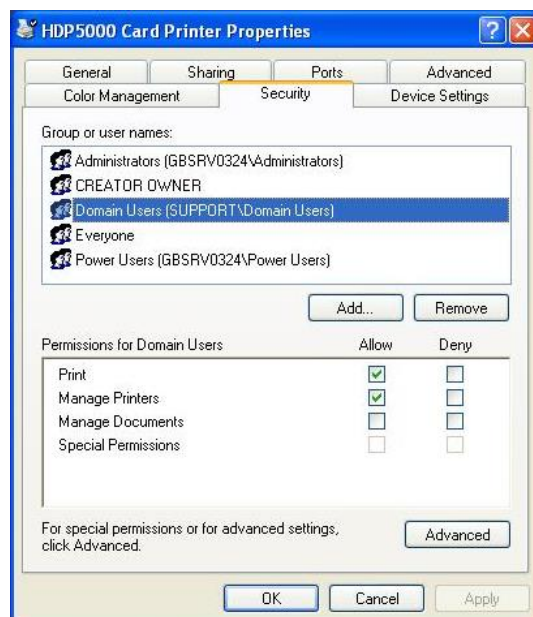 HDP5000 Card Printer Properties
General Sharing Ports Advanced
Color Management Security Device Settings
Group or user names:
Administrators (GBSRV0324\Administrators)
CREATOR OWNER
Domain Users (SUPPORT\Domain Users)
Everyone
Power Users (GBSRV0324\Power Users)
Add... Remove
Permissions for Domain Users Allow Deny
Print
Manage Printers
Manage Documents
Special Permissions
For special permissions or for advanced settings,
click Advanced.
Advanced
OK Cancel Apply